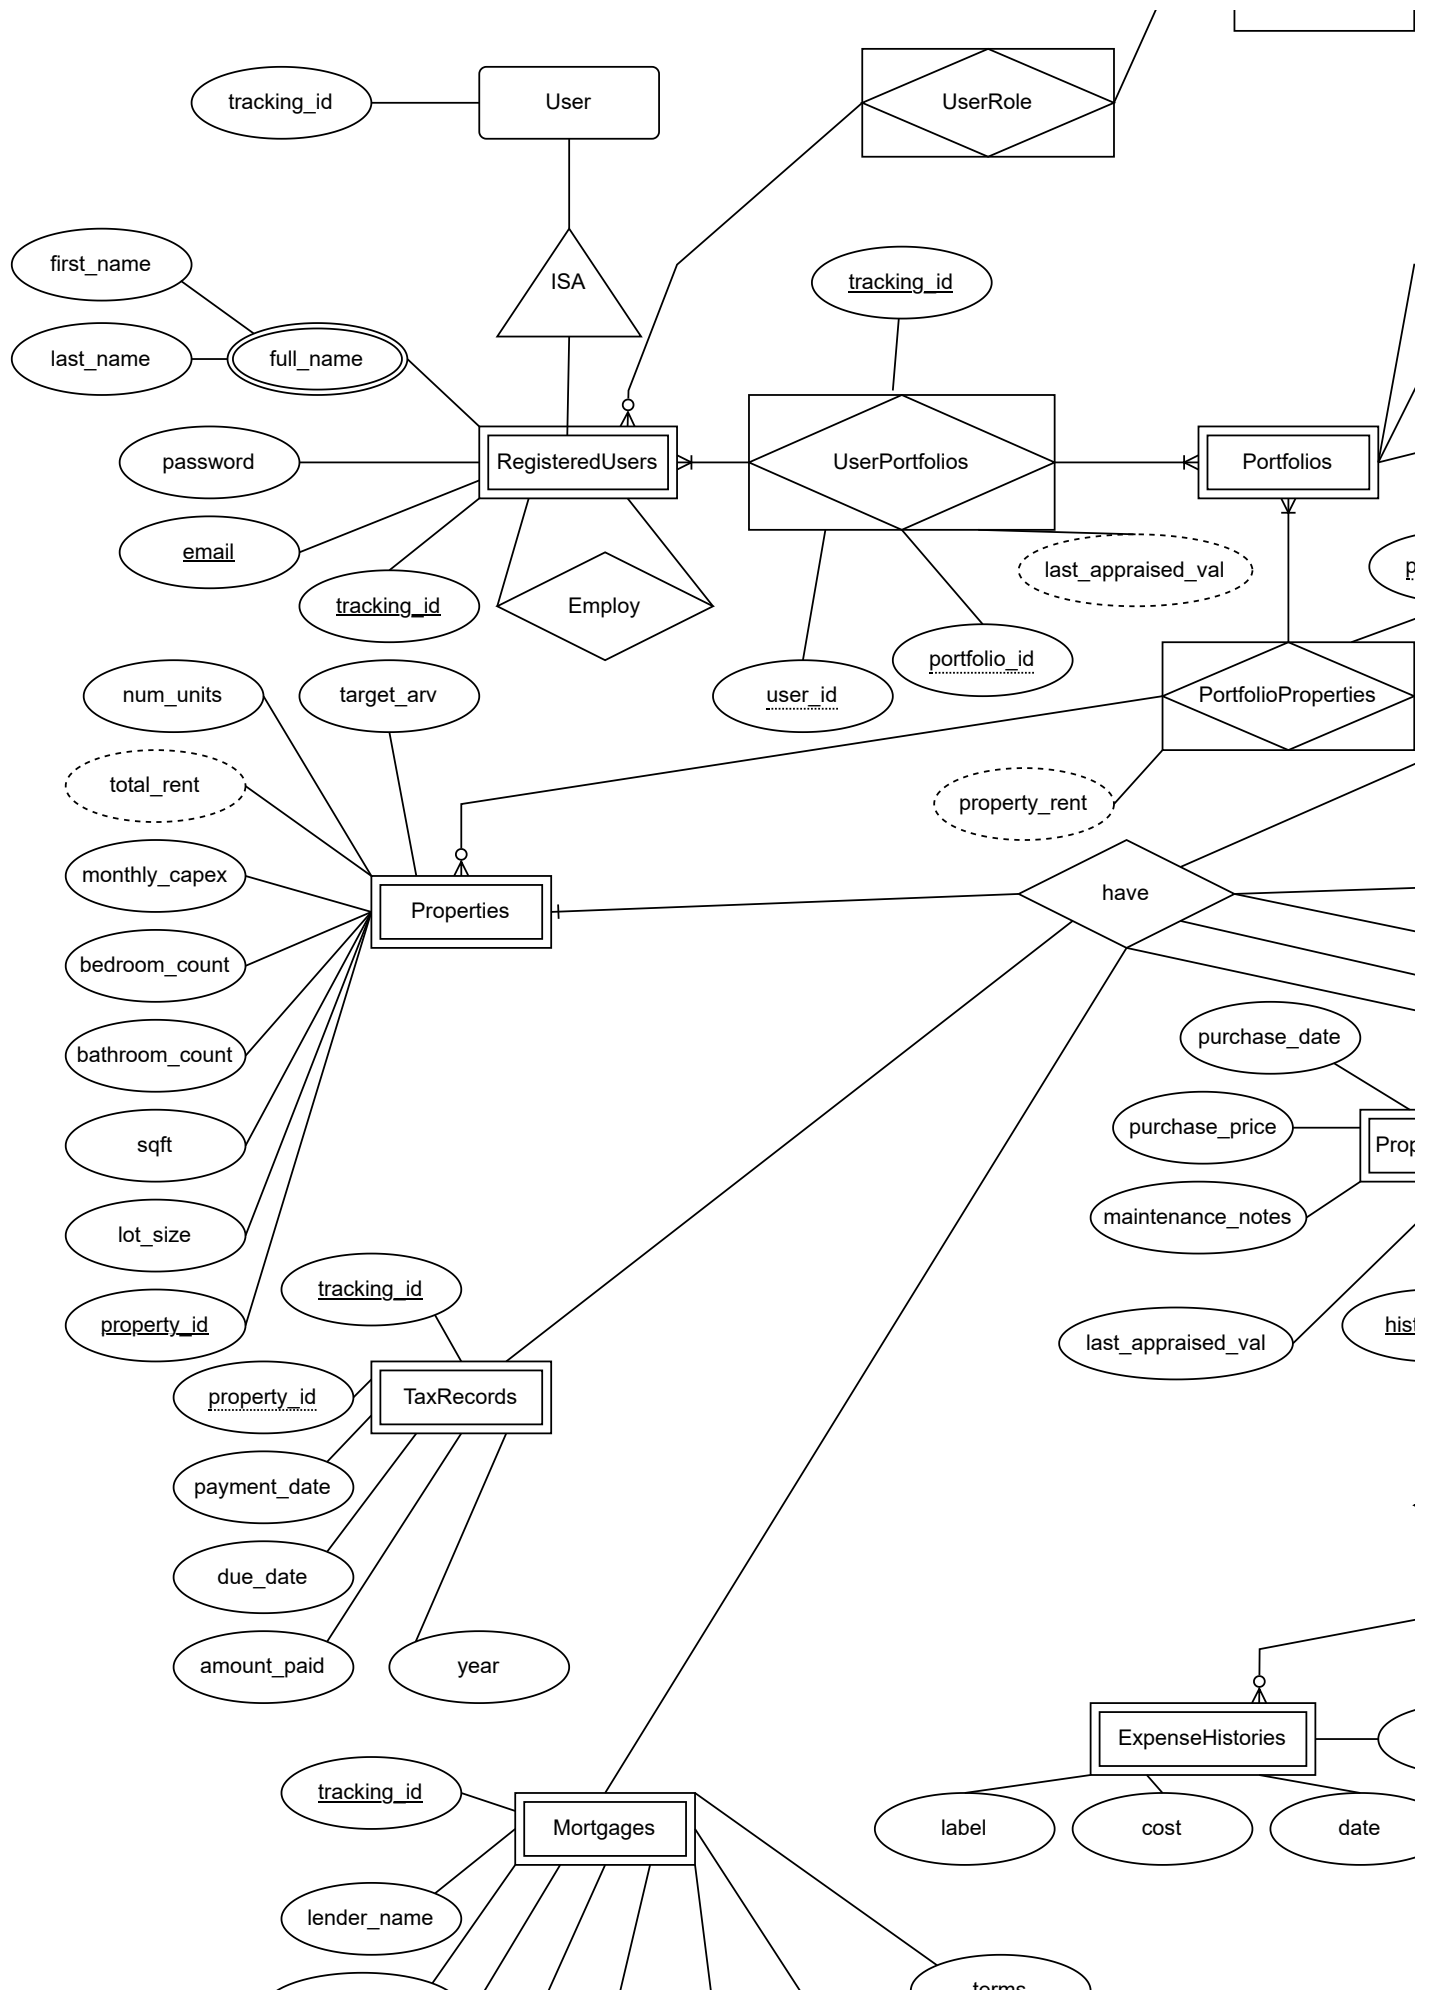 tracking_id
User
UserRole
first_name
ISA
tracking_id
last_name
full_name
password
RegisteredUsers
UserPortfolios
Portfolios
email
last_appraised_val
tracking_id
Employ
portfolio_id
num_units
target_arv
user_id
PortfolioProperties
total_rent
property_rent
monthly_capex
Properties
have
bedroom_count
purchase_date
bathroom_count
purchase_price
sqft
maintenance_notes
lot_size
tracking_id
property_id
last_appraised_val
property_id
TaxRecords
payment_date
due_date
amount_paid
year
ExpenseHistories
tracking_id
Mortgages
label
cost
date
lender_name
terms